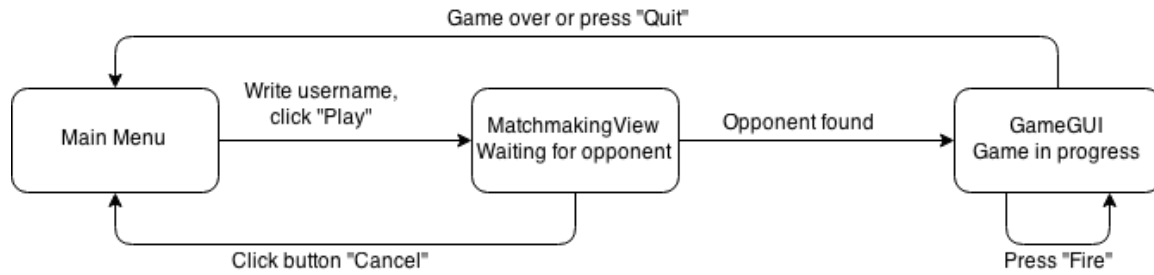 Game over or press "Quit"
Write username,
click "Play"
Main Menu
MatchmakingView
Waiting for opponent
Opponent found
GameGUI
Game in progress
Click button "Cancel"
Press "Fire"